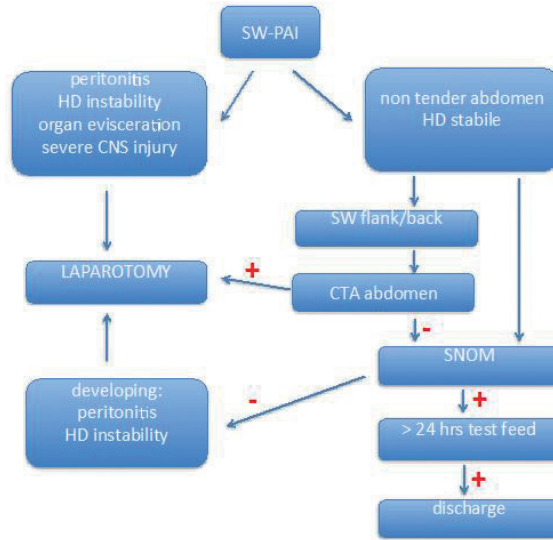 SW-PAI
peritonitis
HD instability
organ evisceration
severe CNS injury
non tender abdomen
HD stabile
SW flank/back
LAPAROTOMY
+
CTA abdomen
-
SNOM
developing:
peritonitis
HD instability
-
+
> 24 hrs test feed
+
discharge